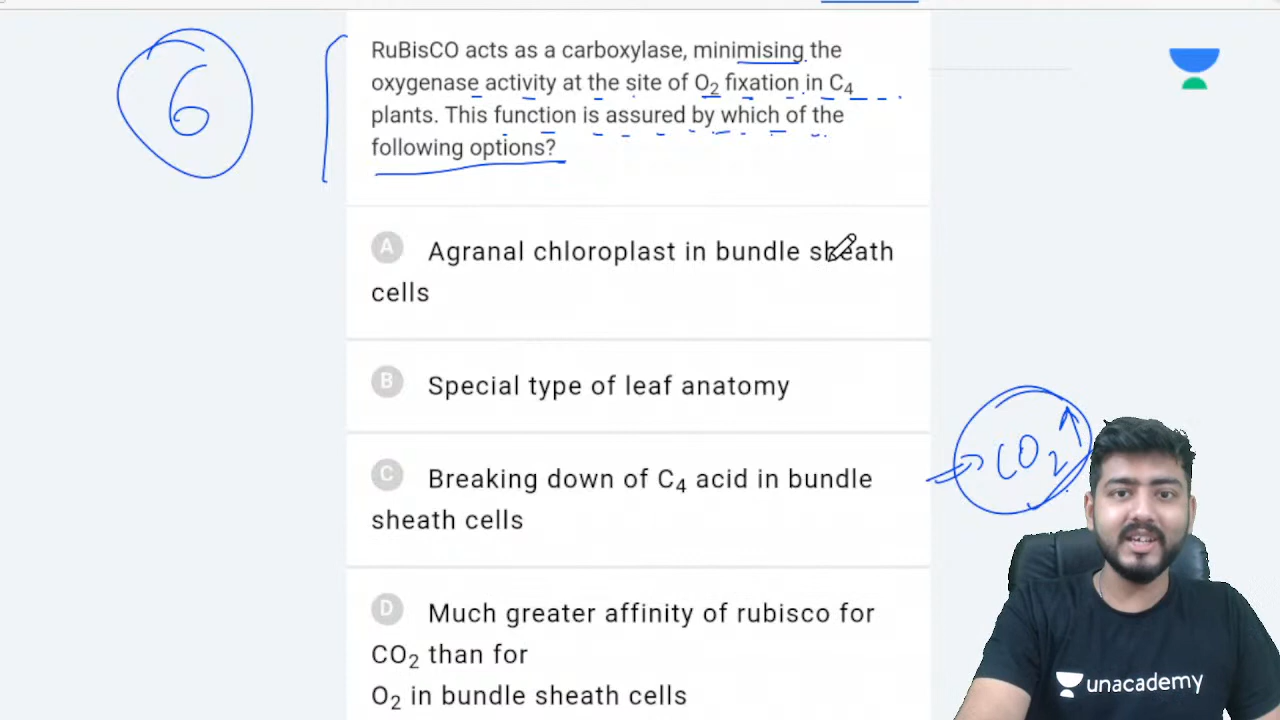 6
RuBisCO acts as a carboxylase, minimising the
oxygenase activity at the site of O₂ fixation in C₄
plants. This function is assured by which of the
following options?
A Agranal chloroplast in bundle sheath
cells
B Special type of leaf anatomy
C Breaking down of C₄ acid in bundle
sheath cells
CO₂ ↑
D Much greater affinity of rubisco for
CO₂ than for
O₂ in bundle sheath cells
unacademy